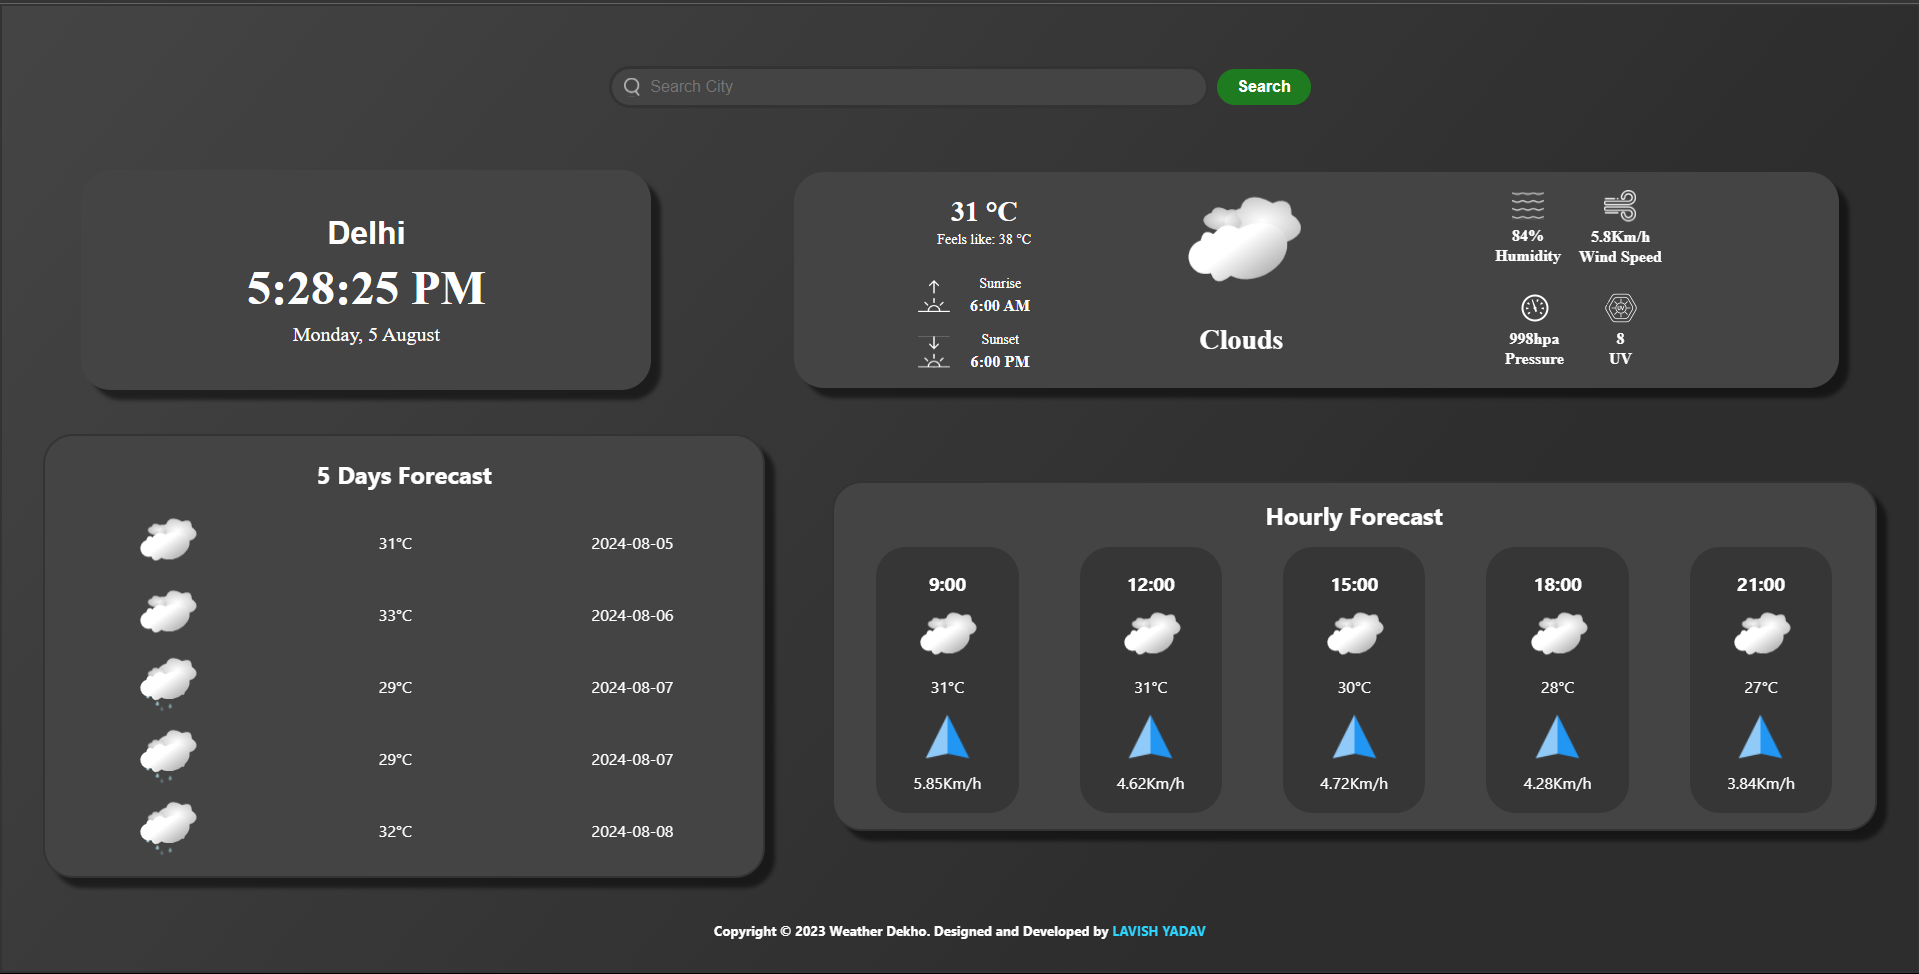 Search City
Search
Delhi
5:28:25 PM
Monday, 5 August
31 °C
Feels like: 38 °C
Sunrise
6:00 AM
Sunset
6:00 PM
Clouds
84%
Humidity
5.8Km/h
Wind Speed
998hpa
Pressure
UV
8
UV
5 Days Forecast
31°C 2024-08-05
33°C 2024-08-06
29°C 2024-08-07
29°C 2024-08-07
32°C 2024-08-08
Hourly Forecast
9:00
31°C
5.85Km/h
12:00
31°C
4.62Km/h
15:00
30°C
4.72Km/h
18:00
28°C
4.28Km/h
21:00
27°C
3.84Km/h
Copyright © 2023 Weather Dekho. Designed and Developed by LAVISH YADAV